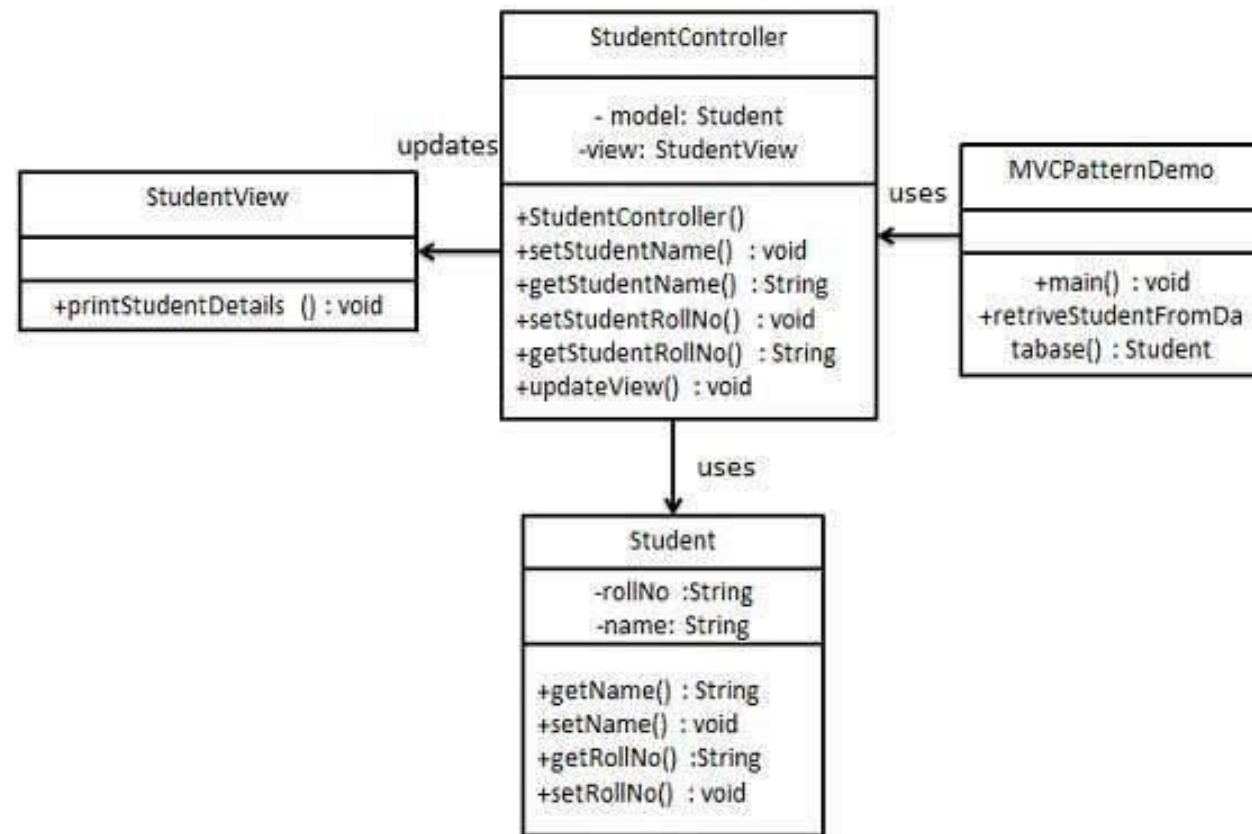 StudentController
- model: Student
-view: StudentView
+StudentController()
+setStudentName() : void
+getStudentName() : String
+setStudentRollNo() : void
+getStudentRollNo() : String
+updateView() : void
updates
StudentView
+printStudentDetails () : void
uses
MVCPatternDemo
+main() : void
+retriveStudentFromDa
tabase() : Student
uses
Student
-rollNo :String
-name: String
+getName() : String
+setName() : void
+getRollNo() :String
+setRollNo() : void